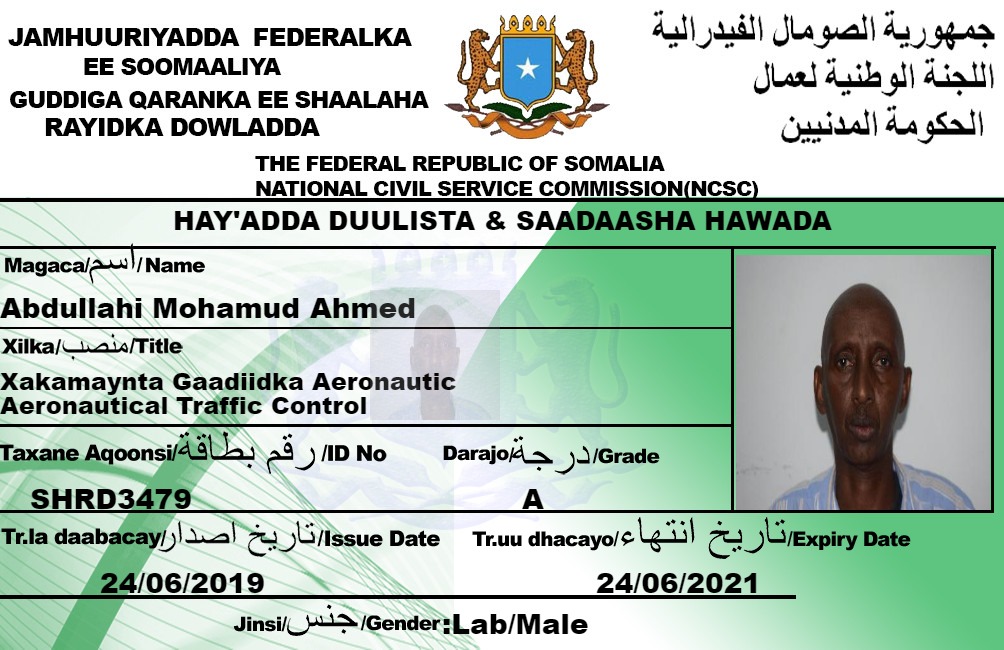 JAMHUURIYADDA FEDERALKA
EE SOOMAALIYA
GUDDIGA QARANKA EE SHAALAHA
RAYIDKA DOWLADDA
جمهورية الصومال الفيدرالية
اللجنة الوطنية لعمال
الحكومة المدنيين
THE FEDERAL REPUBLIC OF SOMALIA
NATIONAL CIVIL SERVICE COMMISSION(NCSC)
HAY'ADDA DUULISTA & SAADAASHA HAWADA
Magaca/اسم/Name
Abdullahi Mohamud Ahmed
Xilka/منصب/Title
Xakamaynta Gaadiidka Aeronautic
Aeronautical Traffic Control
Taxane Aqoonsi/رقم بطاقة/ID No
SHRD3479
Darajo/درجة/Grade
A
Tr.la daabacay/تاريخ اصدار/Issue Date
24/06/2019
Tr.uu dhacayo/تاريخ انتهاء/Expiry Date
24/06/2021
Jinsi/جنس/Gender:Lab/Male